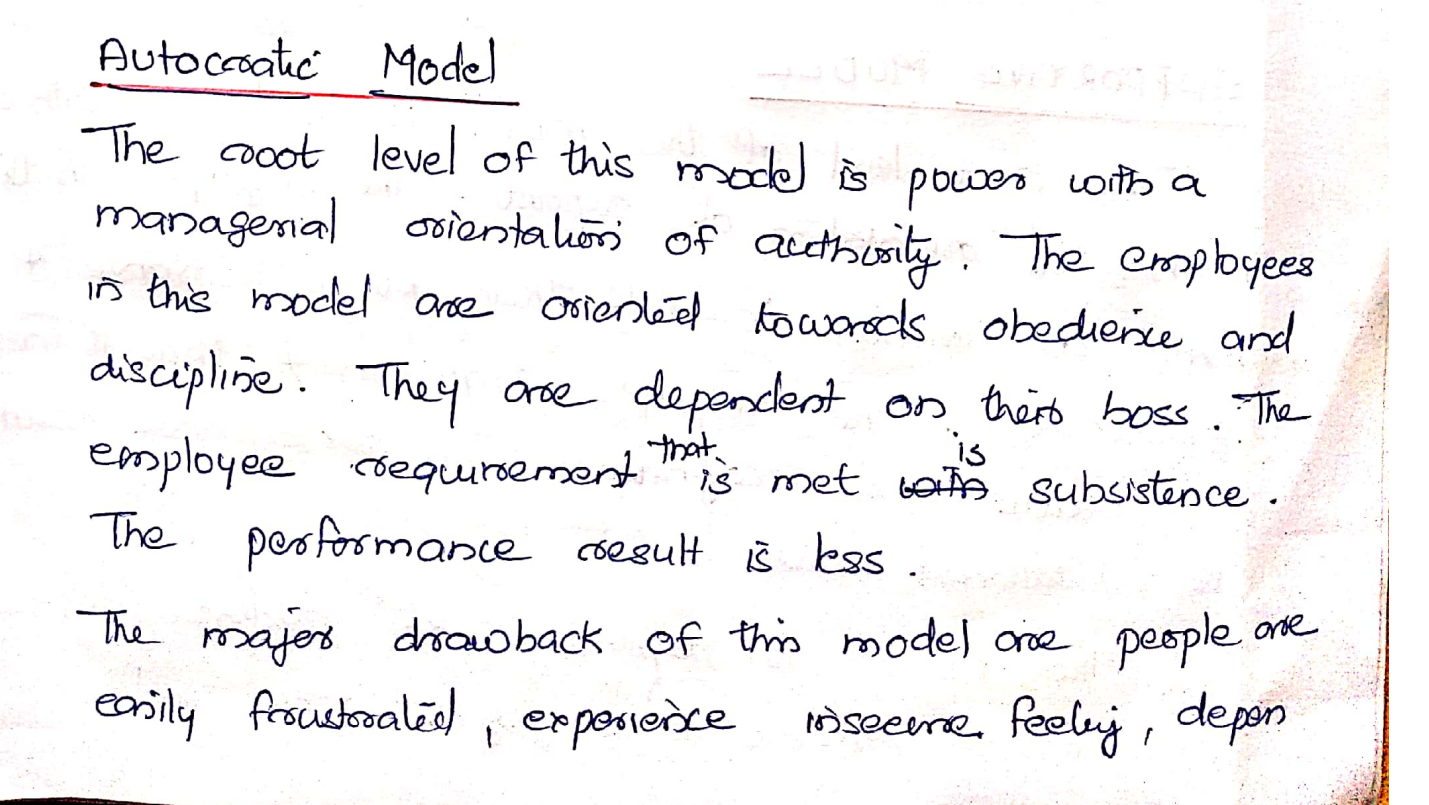 Autocratic Model
The root level of this model is power with a
managerial orientation of authority. The employees
in this model are oriented towards obedience and
discipline. They are dependent on their boss. The
employee requirement that is met is subsistence.
The performance result is less.
The major drawback of this model are people are
easily frustrated, experience insecure feeling, depen